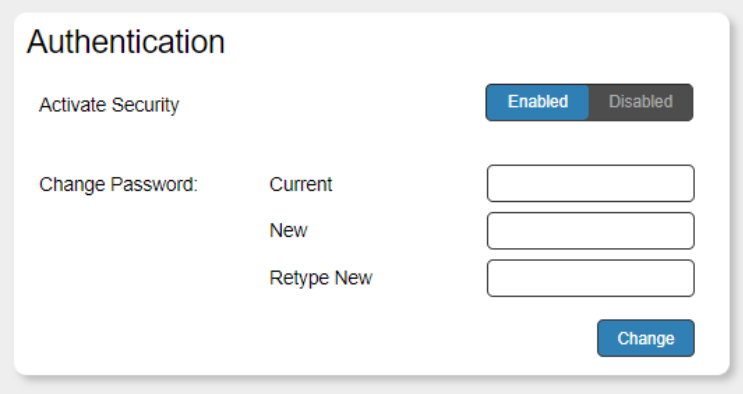 Authentication
Activate Security Enabled Disabled
Change Password: Current
New
Retype New
Change